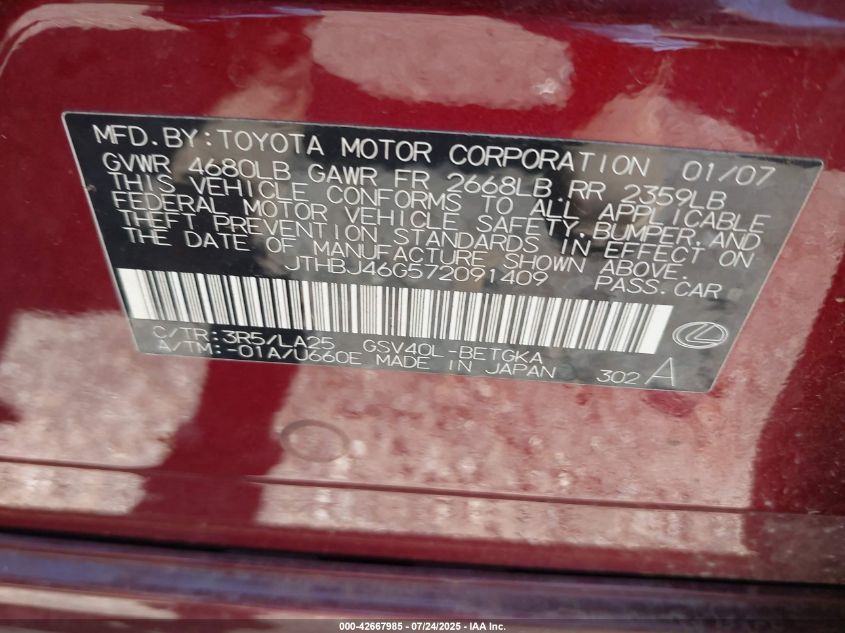 MFD.BY:TOYOTA MOTOR CORPORATION 01/07
GVWR 4680LB GAWR FR 2668LB RR 2359LB
THIS VEHICLE CONFORMS TO ALL APPLICABLE
FEDERAL MOTOR VEHICLE SAFETY,BUMPER,AND
THEFT PREVENTION STANDARDS IN EFFECT ON
THE DATE OF MANUFACTURE SHOWN ABOVE.
JTHBJ46G572091409 PASS.CAR
C/TR:3R5/LA25 GSV40L-BETGKA
A/TM:-01A/U660E MADE IN JAPAN 302 A
000-42667985 / 07/24/2025 - IAA Inc.